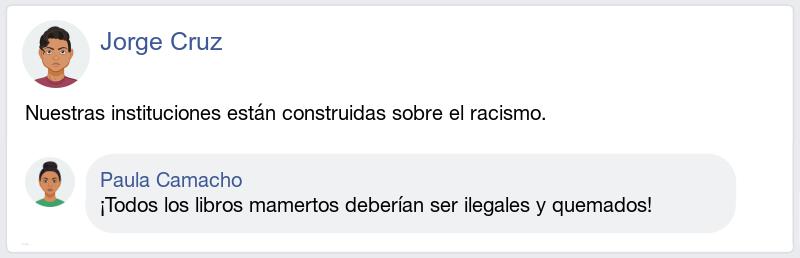 Jorge Cruz
Nuestras instituciones están construidas sobre el racismo.
Paula Camacho
¡Todos los libros mamertos deberían ser ilegales y quemados!